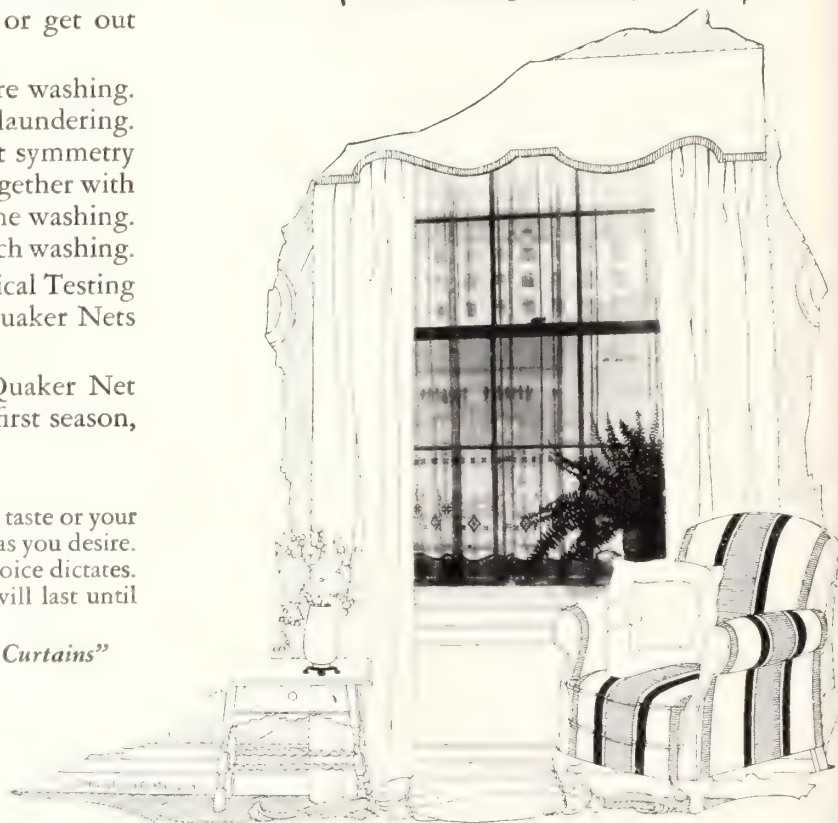 or get out
re washing.
laundering.
t symmetry
gether with
ne washing.
ch washing.
ical Testing
uaker Nets
Quaker Net
first season,
taste or your
as you desire.
oice dictates.
will last until
Curtains”